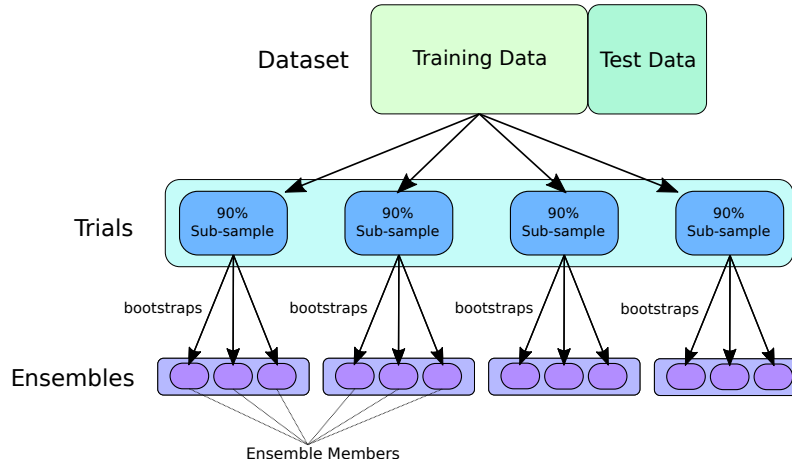 Dataset
Training Data
Test Data
Trials
90%
Sub-sample
90%
Sub-sample
90%
Sub-sample
90%
Sub-sample
bootstraps
bootstraps
bootstraps
bootstraps
Ensembles
Ensemble Members